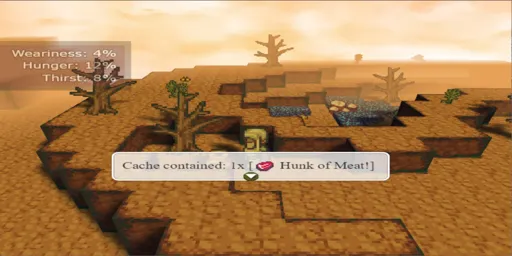 Weariness: 4%
Hunger: 12%
Thirst: 8%
Cache contained: 1x [ Hunk of Meat!]